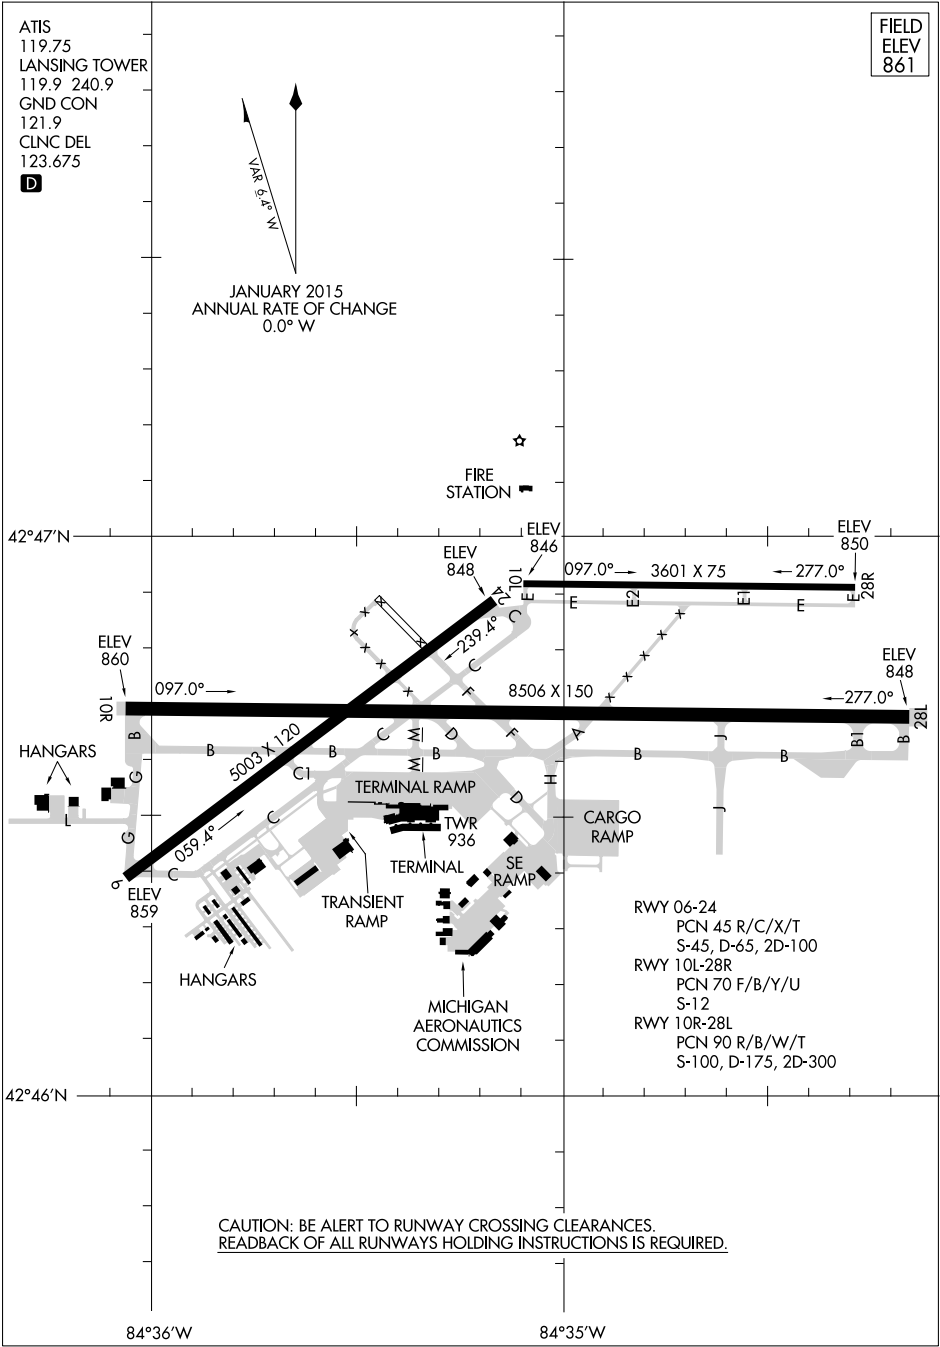 ATIS
119.75
LANSING TOWER
119.9 240.9
GND CON
121.9
CLNC DEL
123.675
D
FIELD
ELEV
861
VAR 6.4° W
JANUARY 2015
ANNUAL RATE OF CHANGE
0.0° W
FIRE
STATION
42°47'N
ELEV
846
ELEV
850
ELEV
848
10L
097.0°
3601 X 75
277.0°
28R
24
E
E
E2
E1
E
E
C
239.4°
X
X
X
X
X
X
X
X
X
X
X
X
ELEV
860
C
F
ELEV
848
10R
097.0°
8506 X 150
277.0°
28L
B
B
5003 X 120
B
C
M
M
B
D
F
A
B
J
B
B1
B
HANGARS
G
C1
TERMINAL RAMP
H
D
J
L
G
059.4°
C
TWR
936
CARGO
RAMP
TERMINAL
SE
RAMP
6
C
ELEV
859
TRANSIENT
RAMP
HANGARS
MICHIGAN
AERONAUTICS
COMMISSION
RWY 06-24
PCN 45 R/C/X/T
S-45, D-65, 2D-100
RWY 10L-28R
PCN 70 F/B/Y/U
S-12
RWY 10R-28L
PCN 90 R/B/W/T
S-100, D-175, 2D-300
42°46'N
CAUTION: BE ALERT TO RUNWAY CROSSING CLEARANCES.
READBACK OF ALL RUNWAYS HOLDING INSTRUCTIONS IS REQUIRED.
84°36'W
84°35'W